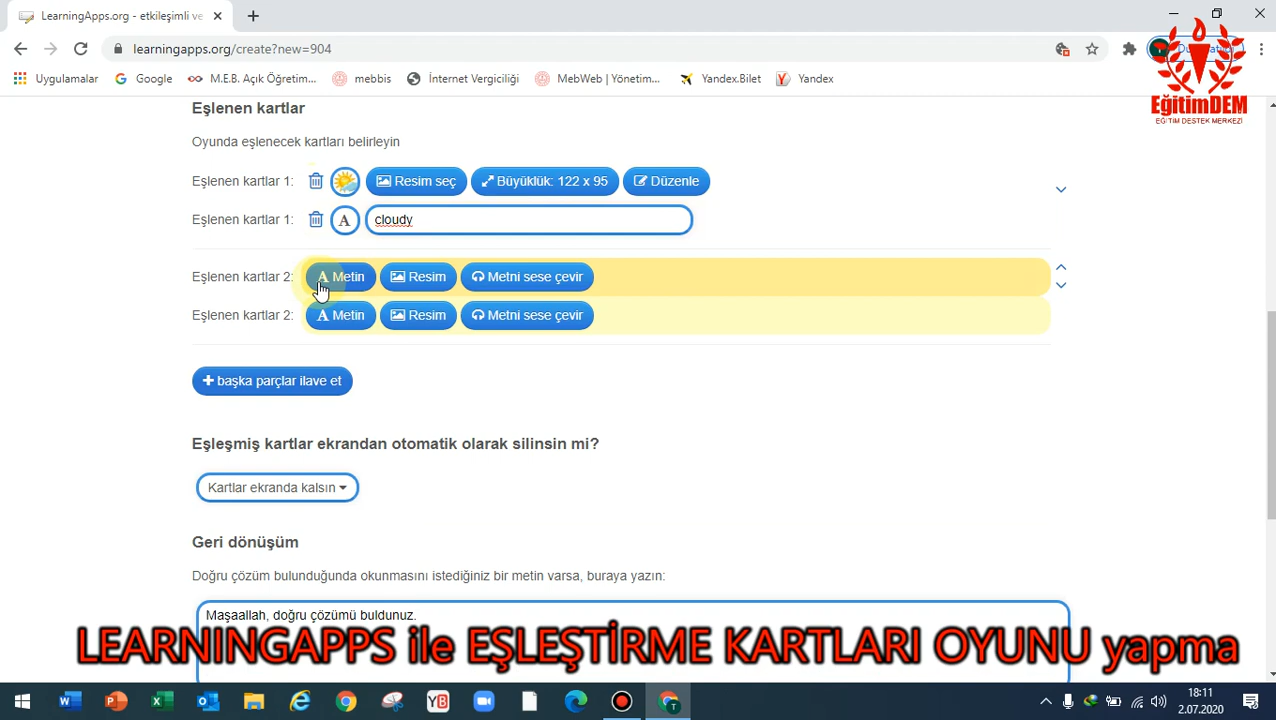 LearningApps.org - etkileşimli ve
learningapps.org/create?new=904
Uygulamalar Google M.E.B. Açık Öğretim... mebbis İnternet Vergiciliği MebWeb | Yönetim... Yandex.Bilet Yandex
EğitimDEM
EĞİTİM DESTEK MERKEZİ
Eşlenen kartlar
Oyunda eşlenecek kartları belirleyin
Eşlenen kartlar 1: Resim seç Büyüklük: 122 x 95 Düzenle
Eşlenen kartlar 1: A cloudy
Eşlenen kartlar 2: A Metin Resim Metni sese çevir
Eşlenen kartlar 2: A Metin Resim Metni sese çevir
+ başka parçlar ilave et
Eşleşmiş kartlar ekrandan otomatik olarak silinsin mi?
Kartlar ekranda kalsın
Geri dönüşüm
Doğru çözüm bulunduğunda okunmasını istediğiniz bir metin varsa, buraya yazın:
Maşaallah, doğru çözümü buldunuz.
LEARNINGAPPS ile EŞLEŞTİRME KARTLARI OYUNU yapma
18:11
2.07.2020